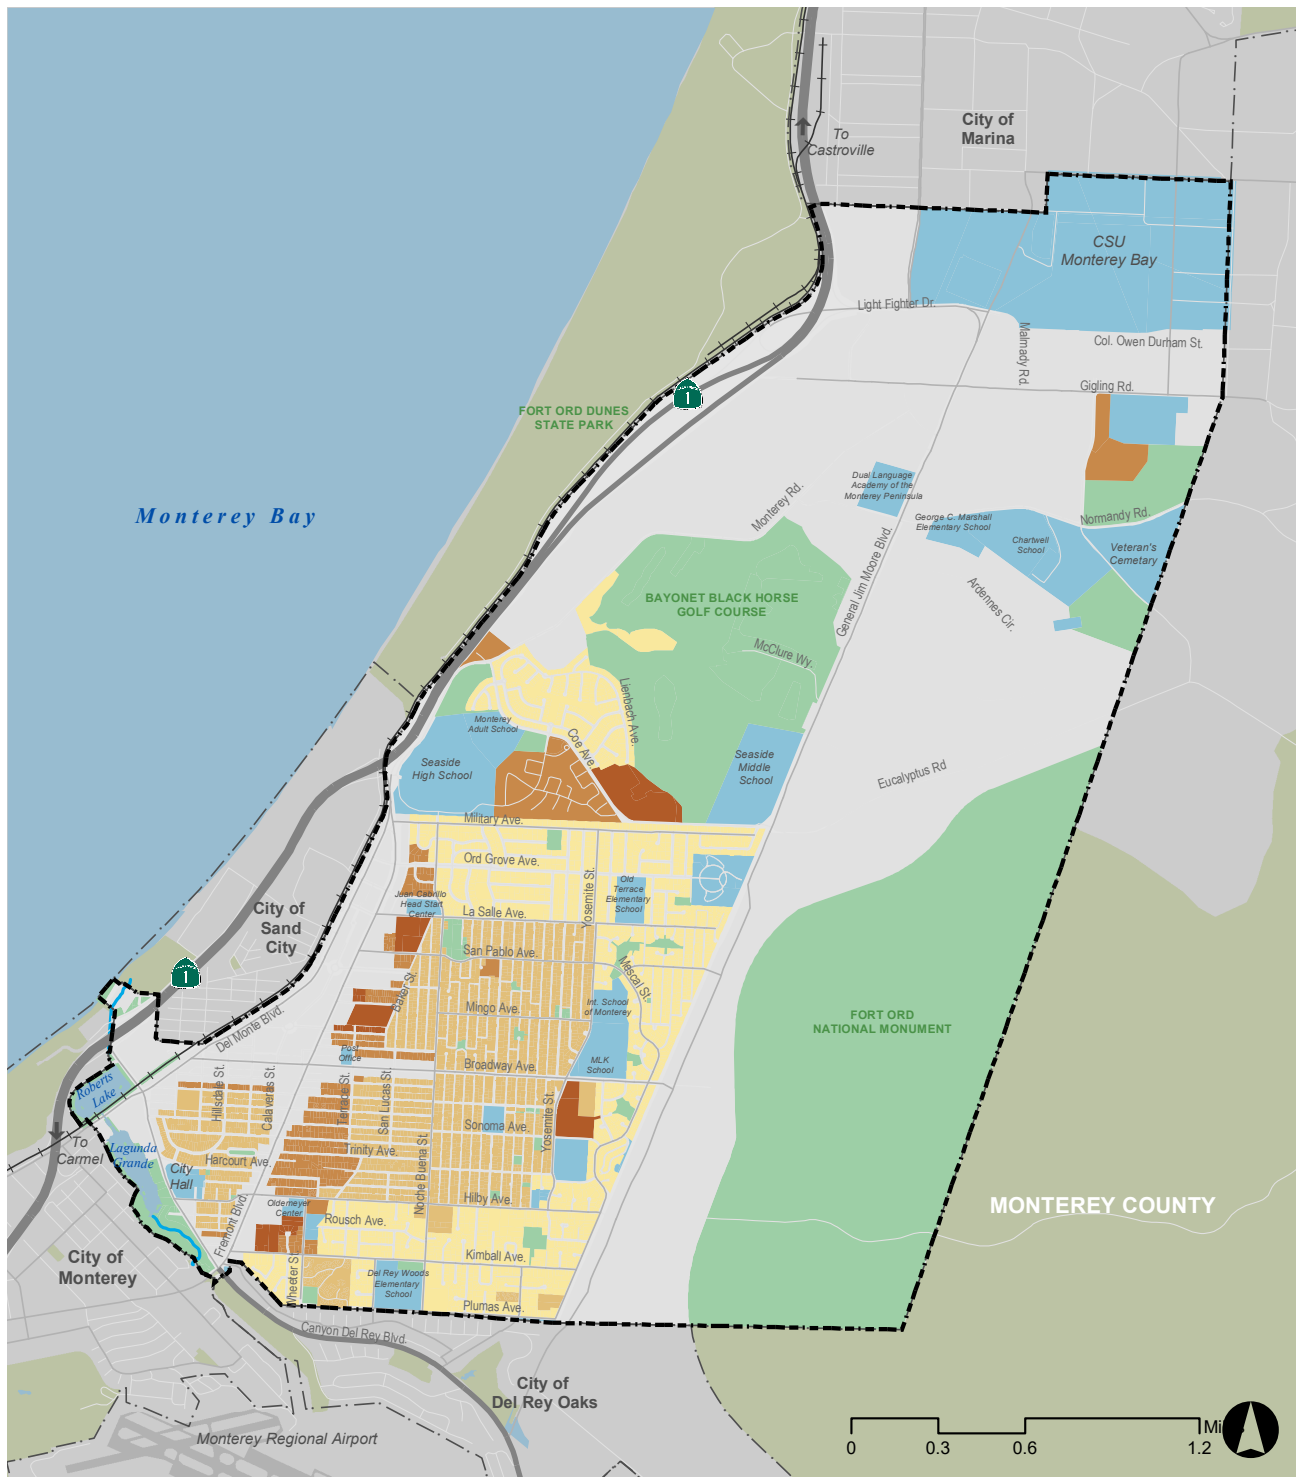 City of
Marina
To
Castroville
CSU
Monterey Bay
Light Fighter Dr.
Malmady Rd.
Col. Owen Durham St.
Gigling Rd.
1
FORT ORD DUNES
STATE PARK
Monterey Bay
Dual Language
Academy of the
Monterey Peninsula
Monterey Rd.
George C. Marshall
Elementary School
Normandy Rd.
Chartwell
School
Veteran's
Cemetary
General Jim Moore Blvd.
Ardennes Cir.
BAYONET BLACK HORSE
GOLF COURSE
McClure Wy.
Lienbach Ave.
Monterey
Adult School
Coe Ave.
Seaside
High School
Seaside
Middle
School
Eucalyptus Rd
Military Ave.
Ord Grove Ave.
Yosemite St.
Old
Terrace
Elementary
School
Juan Cabrillo
Head Start
Center
La Salle Ave.
City of
Sand
City
San Pablo Ave.
Mescal St.
1
Baker St.
Mingo Ave.
Int. School
of Monterey
FORT ORD
NATIONAL MONUMENT
Del Monte Blvd.
Post
Office
Broadway Ave.
MLK
School
Roberts
Lake
Hillsdale St.
Calaveras St.
Terrace St.
San Lucas St.
Sonoma Ave.
Yosemite St.
To
Carmel
Lagunda
Grande
Harcourt Ave.
Trinity Ave.
City
Hall
Noche Buena St.
Hilby Ave.
Oldemeyer
Center
Fremont Blvd.
Rousch Ave.
MONTEREY COUNTY
City of
Monterey
Wheeler St.
Kimball Ave.
Del Rey Woods
Elementary
School
Plumas Ave.
Canyon Del Rey Blvd.
City of
Del Rey Oaks
Monterey Regional Airport
Mi
0
0.3
0.6
1.2